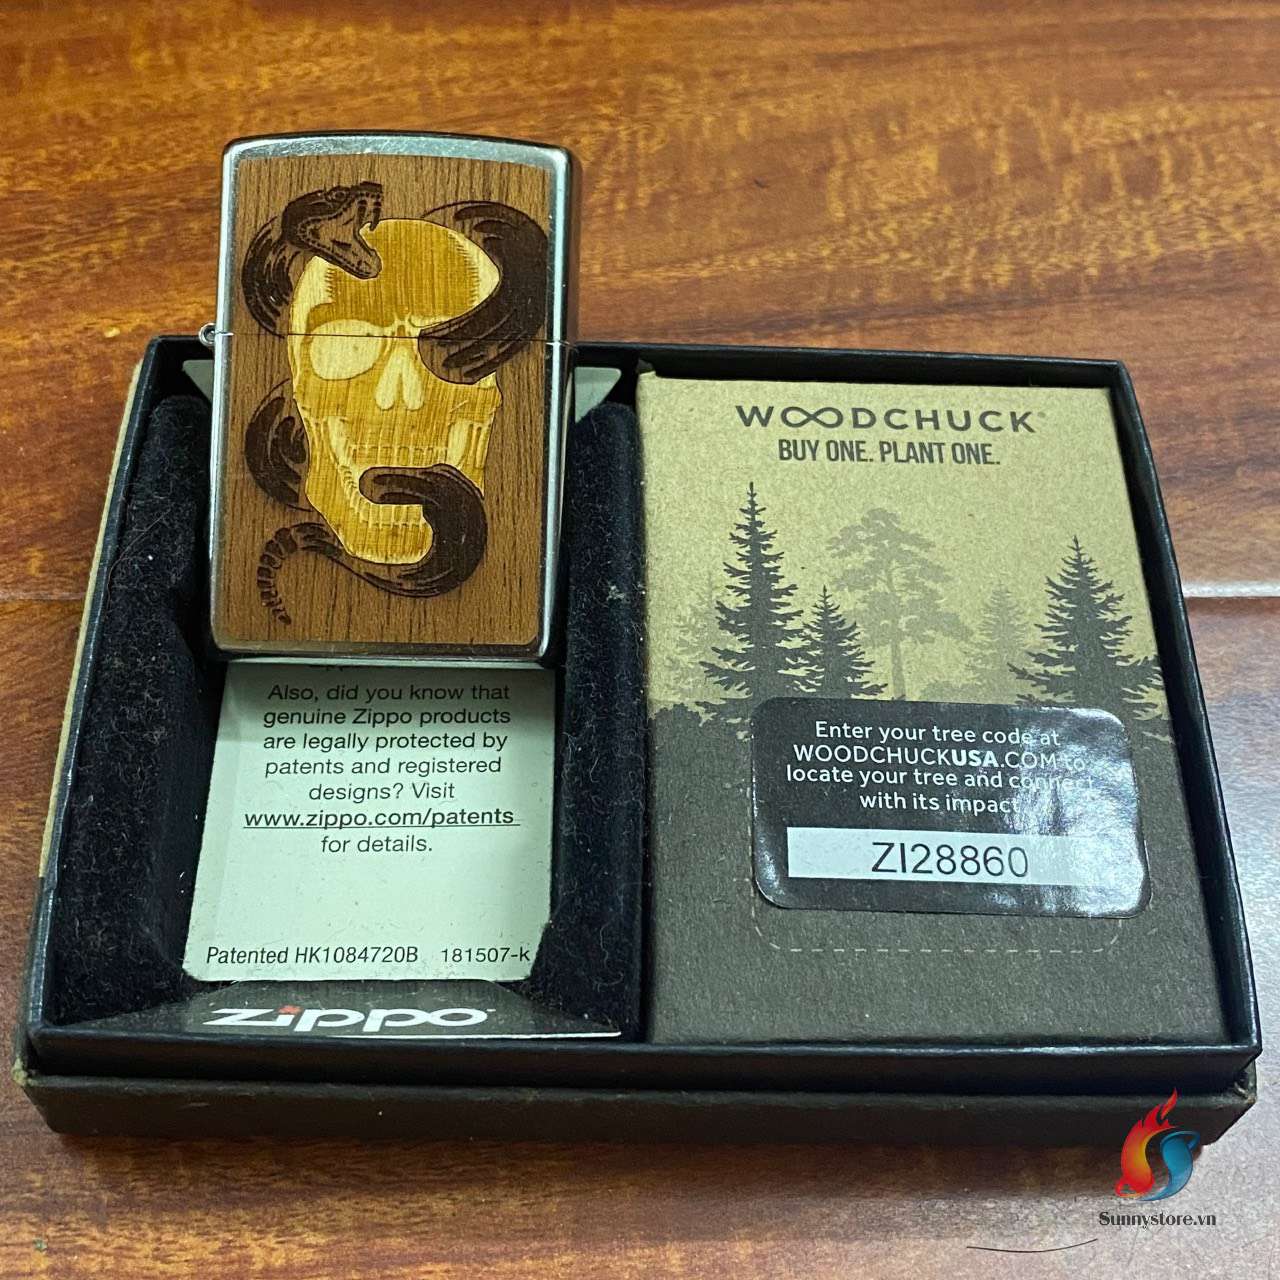 WOODCHUCK
BUY ONE. PLANT ONE.
Enter your tree code at
WOODCHUCKUSA.COM to
locate your tree and connect
with its impact
ZI28860
Also, did you know that
genuine Zippo products
are legally protected by
patents and registered
designs? Visit
www.zippo.com/patents
for details.
Patented HK1084720B 181507-k
zippo
Sunnystore.vn